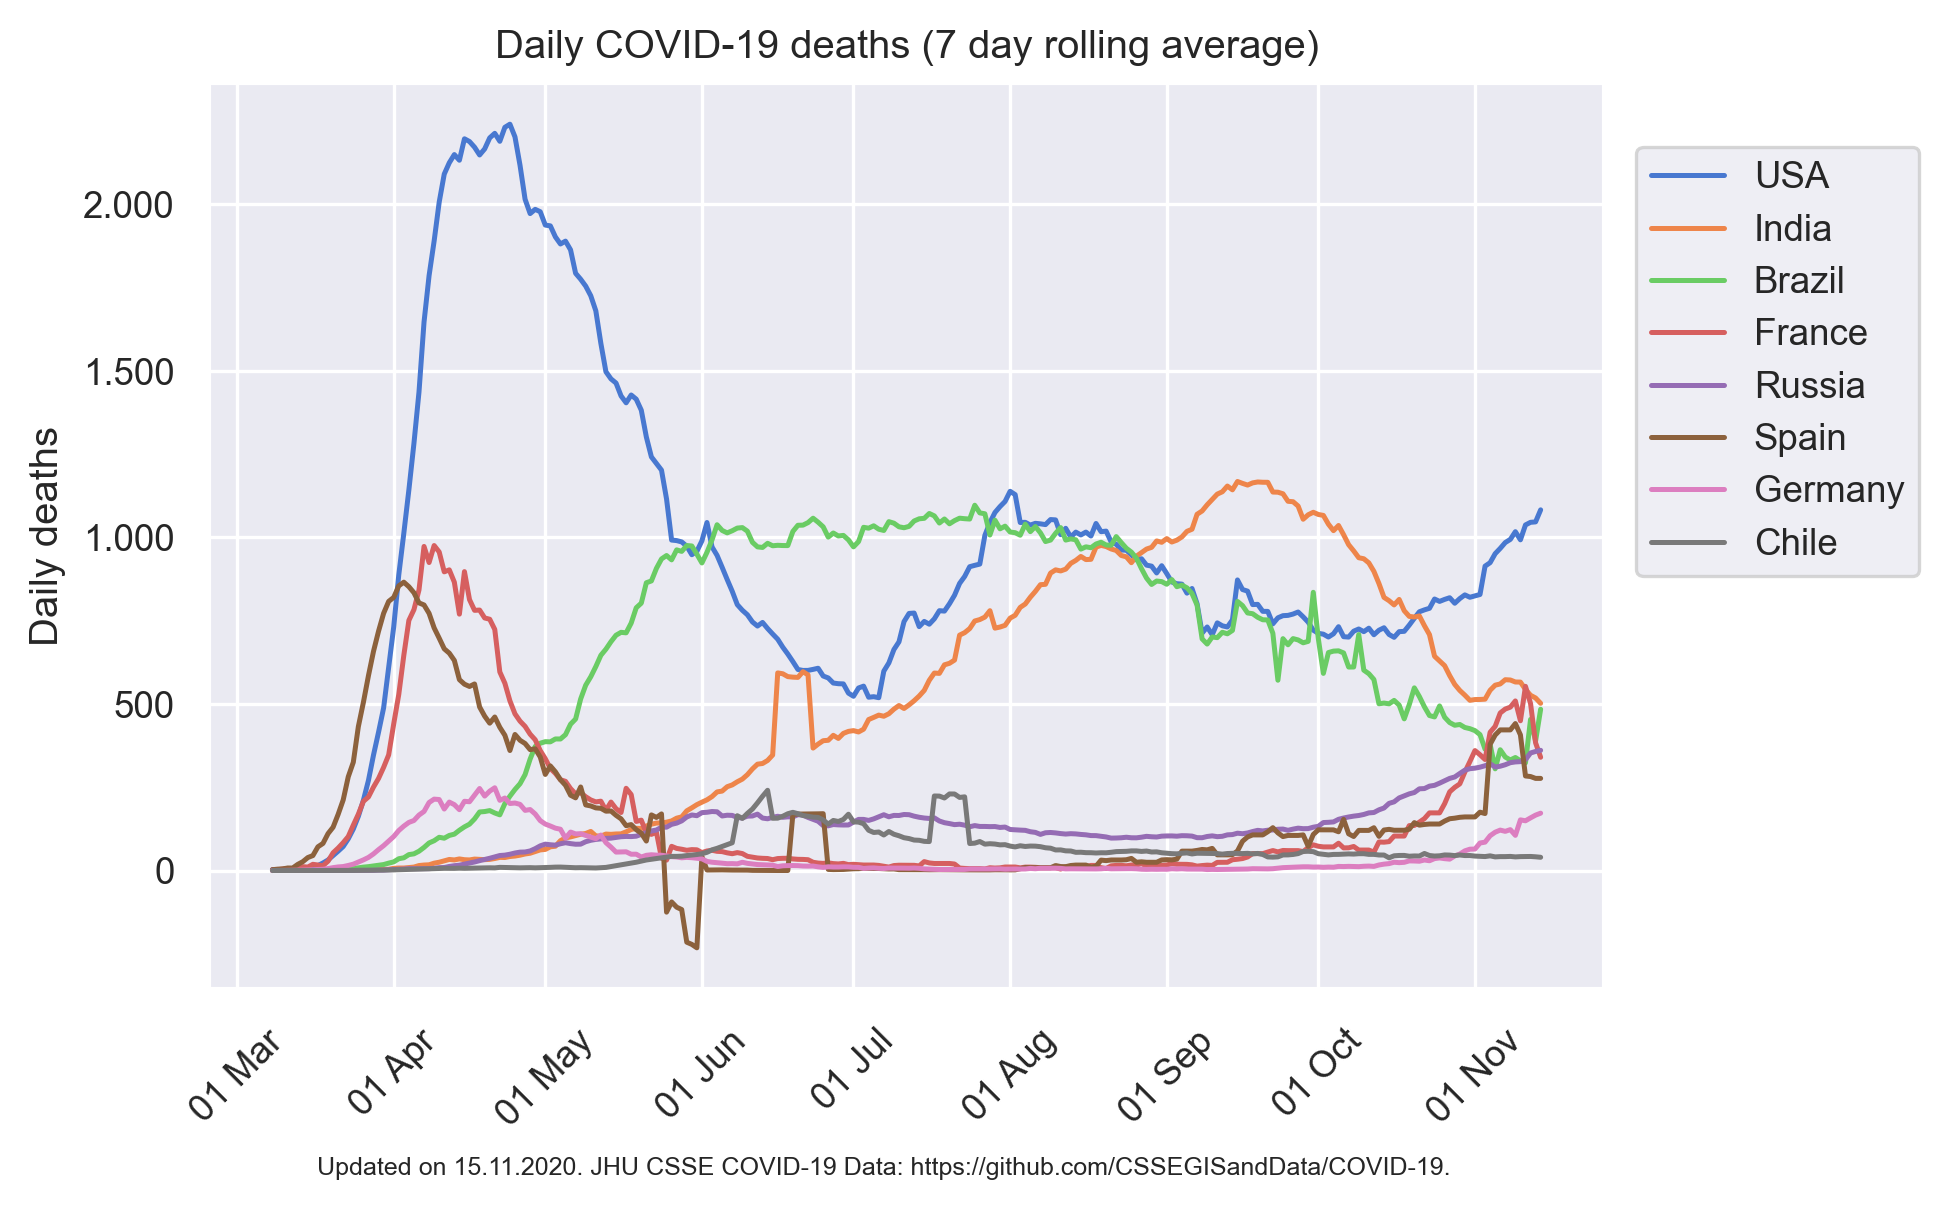 Daily COVID-19 deaths (7 day rolling average)
Daily deaths
2.000
1.500
1.000
500
0
01 Mar
01 Apr
01 May
01 Jun
01 Jul
01 Aug
01 Sep
01 Oct
01 Nov
USA
India
Brazil
France
Russia
Spain
Germany
Chile
Updated on 15.11.2020. JHU CSSE COVID-19 Data: https://github.com/CSSEGISandData/COVID-19.